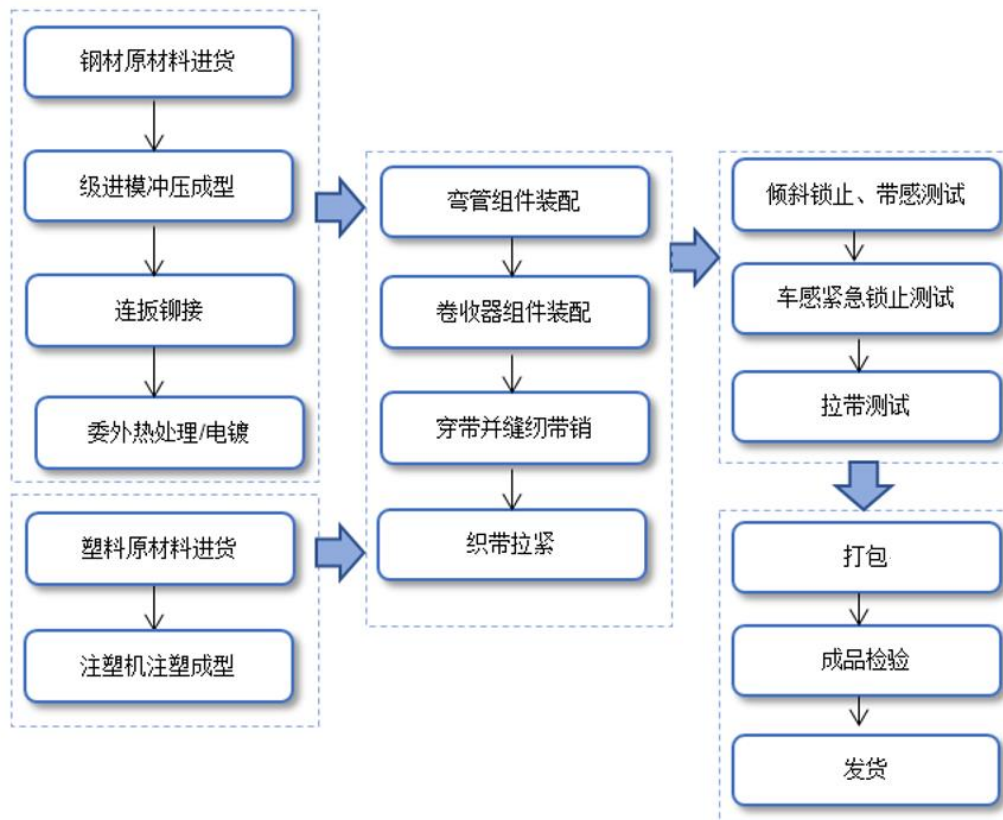 钢材原材料进货
级进模冲压成型
连扳铆接
委外热处理/电镀
塑料原材料进货
注塑机注塑成型
弯管组件装配
卷收器组件装配
穿带并缝纫带销
织带拉紧
倾斜锁止、带感测试
车感紧急锁止测试
拉带测试
打包
成品检验
发货